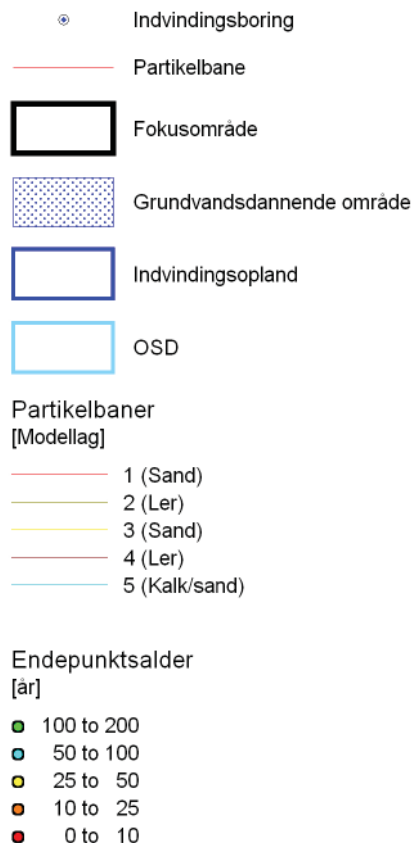 Indvindingsboring
Partikelbane
Fokusområde
Grundvandsdannende område
Indvindingsopland
OSD
Partikelbaner
[Modellag]
1 (Sand)
2 (Ler)
3 (Sand)
4 (Ler)
5 (Kalk/sand)
Endepunktsalder
[år]
100 to 200
50 to 100
25 to 50
10 to 25
0 to 10